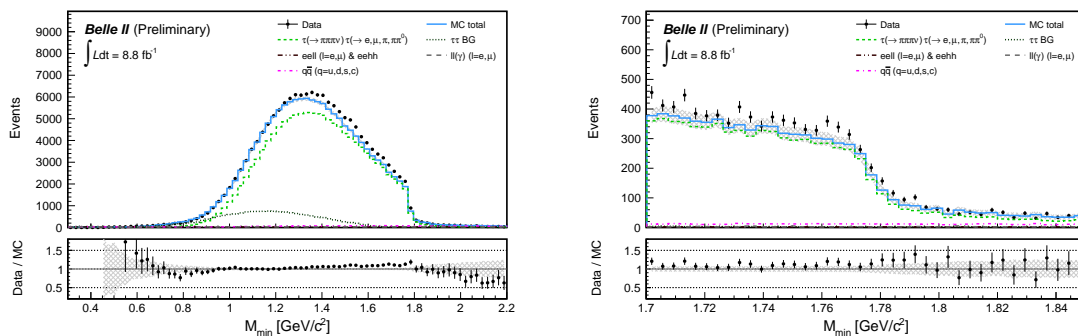 Belle II (Preliminary)
∫ Ldt = 8.8 fb⁻¹
Data
MC total
τ(→πππν) τ(→ e, μ, π, ππ⁰)
ττ BG
eell (l=e,μ) & eehh
ll(γ) (l=e,μ)
qq̅ (q=u,d,s,c)
Events
9000
8000
7000
6000
5000
4000
3000
2000
1000
0
Data / MC
1.5
1
0.5
0.4 0.6 0.8 1 1.2 1.4 1.6 1.8 2 2.2
M_min [GeV/c²]
Belle II (Preliminary)
∫ Ldt = 8.8 fb⁻¹
Data
MC total
τ(→πππν) τ(→ e, μ, π, ππ⁰)
ττ BG
eell (l=e,μ) & eehh
ll(γ) (l=e,μ)
qq̅ (q=u,d,s,c)
Events
700
600
500
400
300
200
100
0
Data / MC
1.5
1
0.5
1.7 1.72 1.74 1.76 1.78 1.8 1.82 1.84
M_min [GeV/c²]